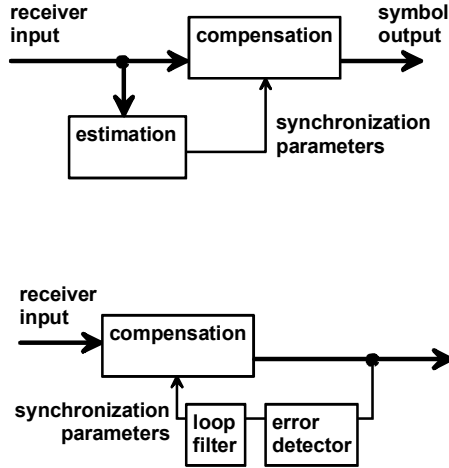 receiver
input
compensation
symbol
output
estimation
synchronization
parameters
receiver
input
compensation
synchronization
parameters
loop
filter
error
detector